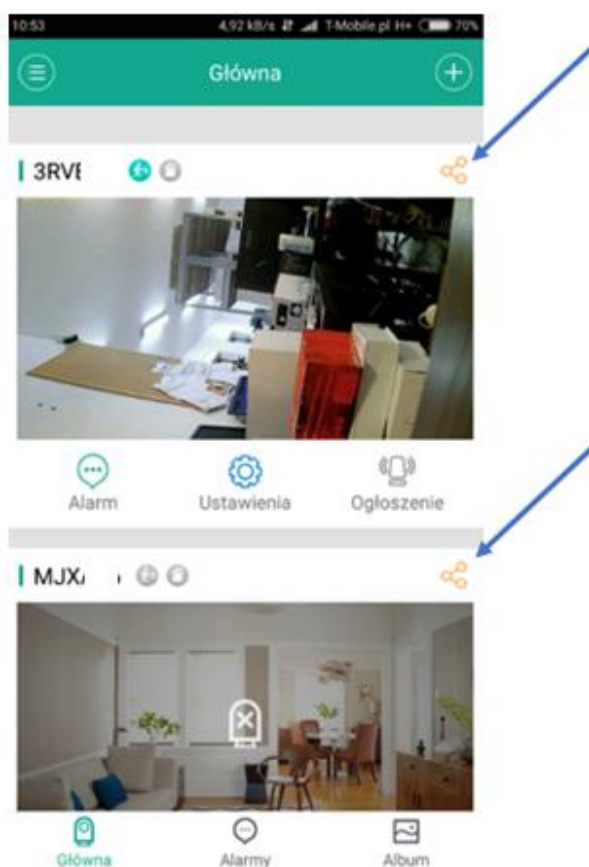 10:53 4,92 kB/s T-Mobile.pl H+ 70%
Główna
3RVE
Alarm Ustawienia Ogłoszenie
MJX
Główna Alarmy Album